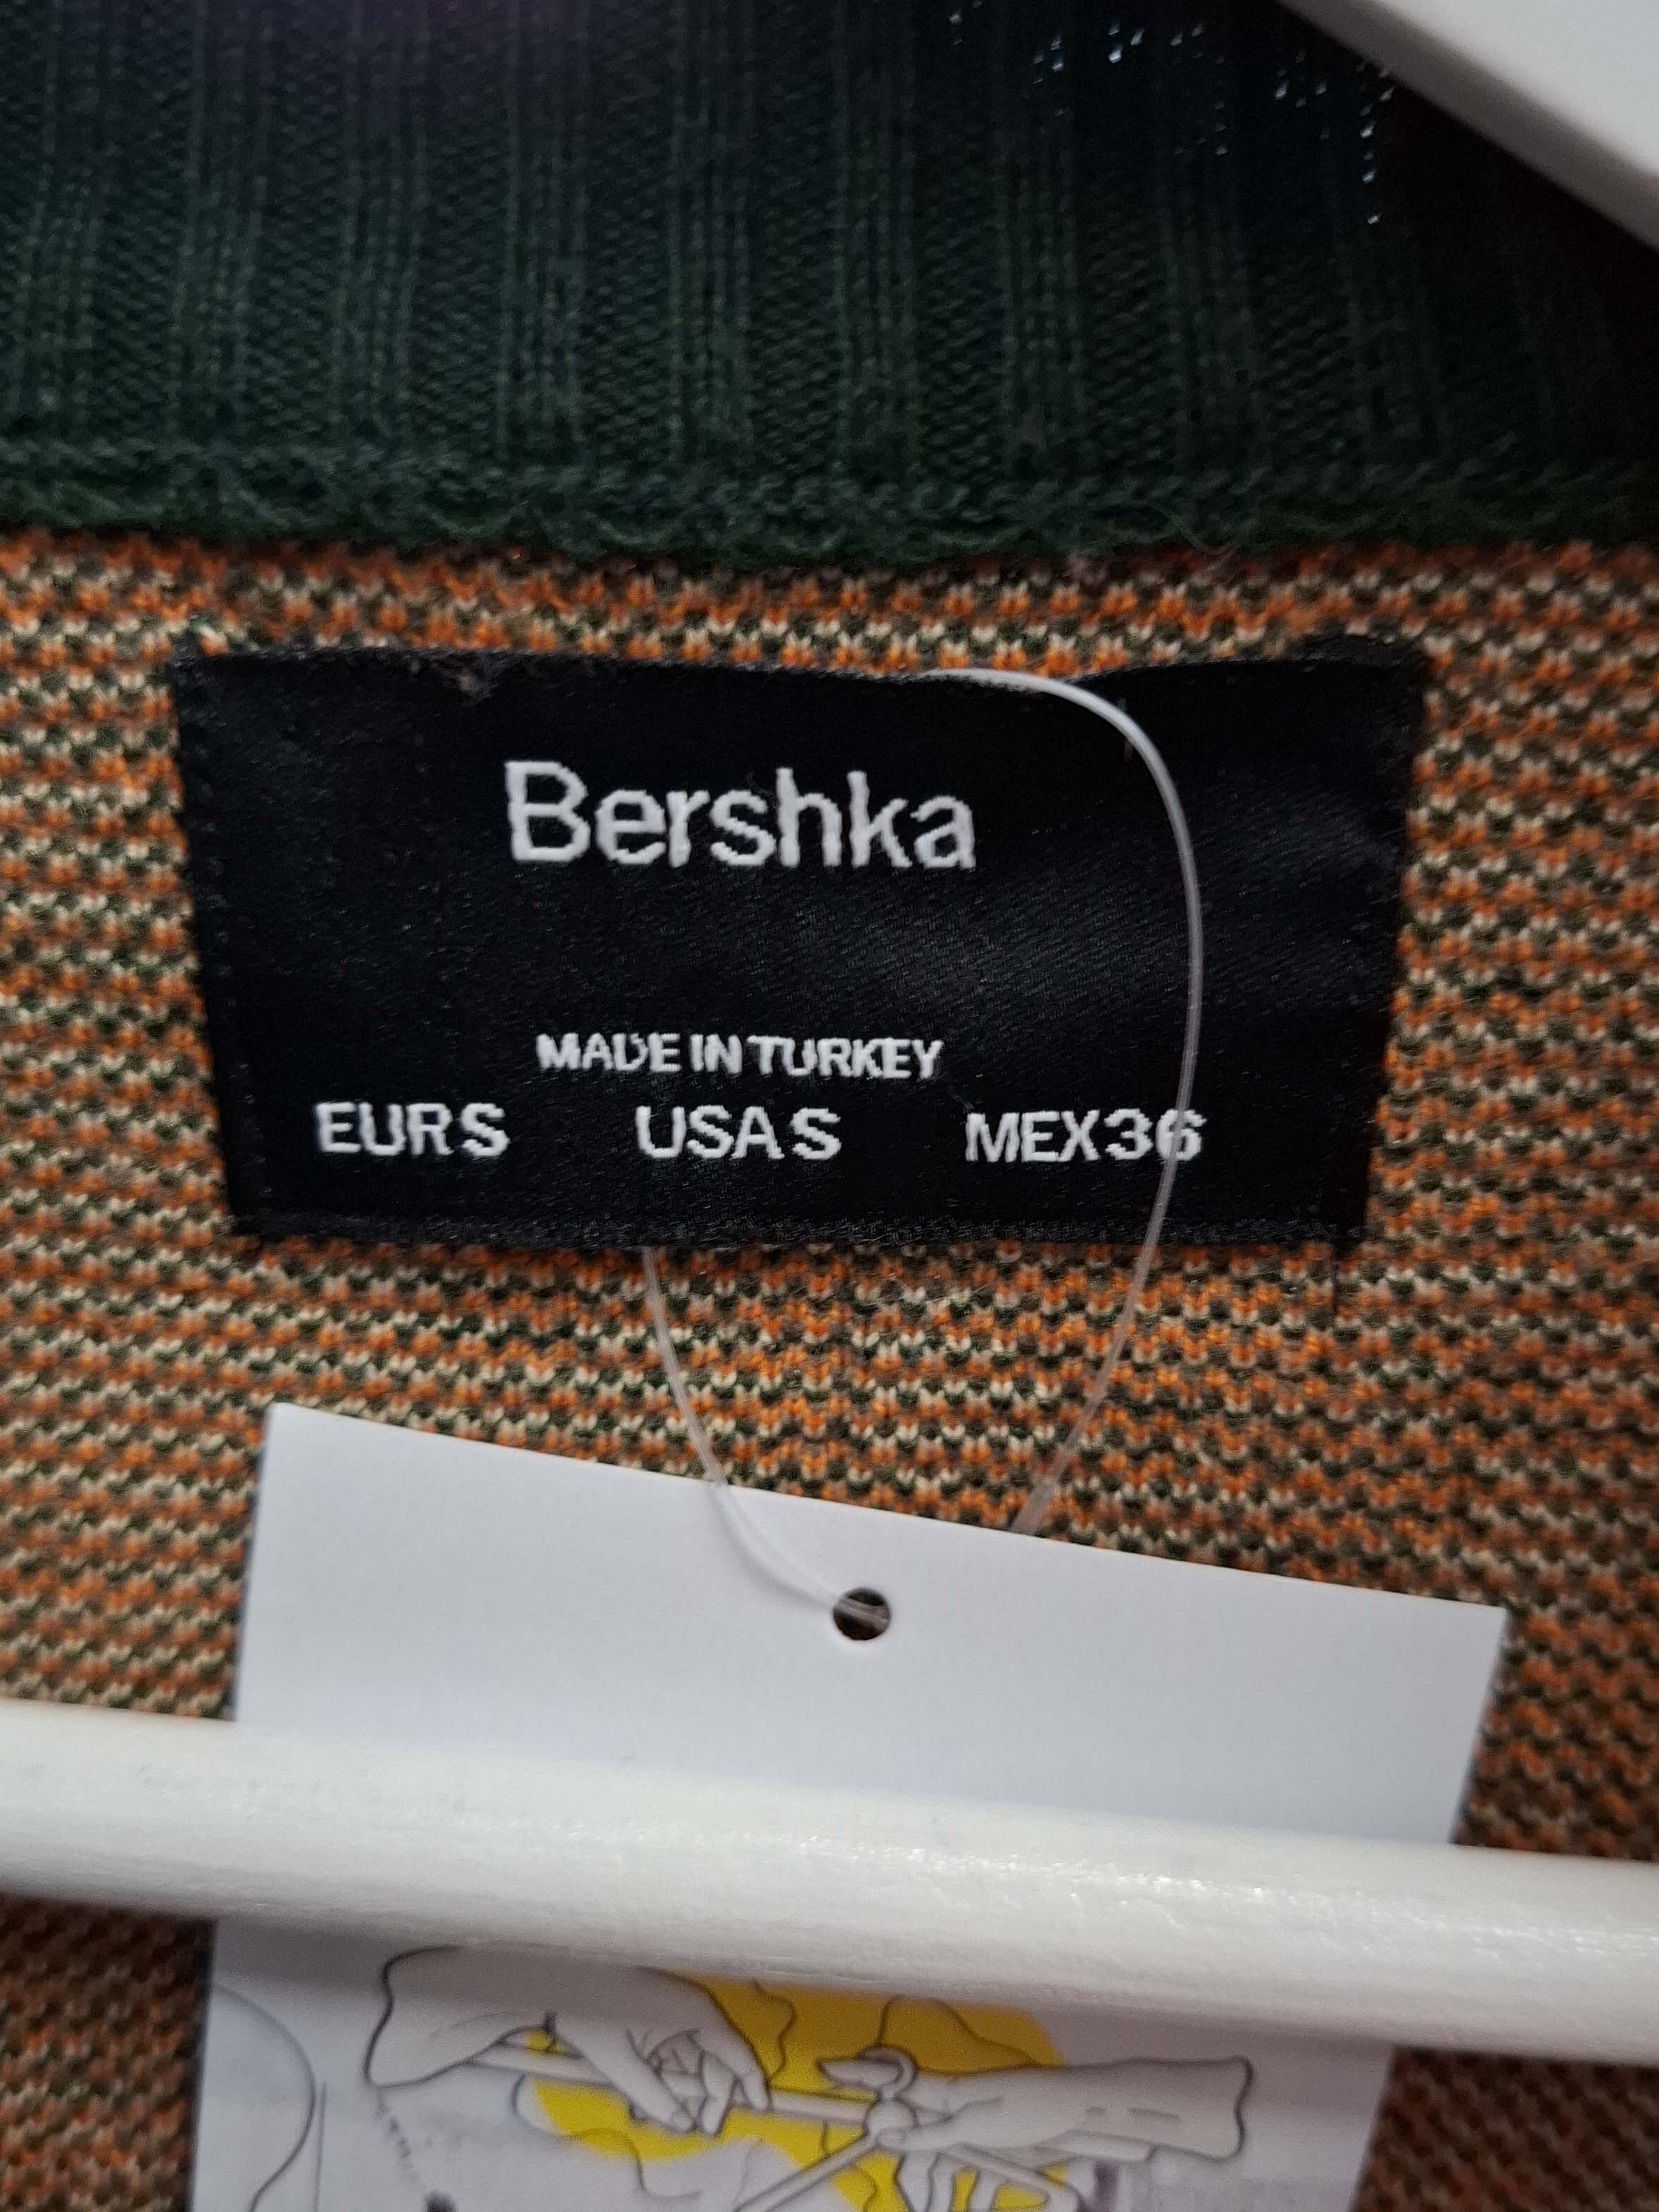 Bershka
MADE IN TURKEY
EUR S USA S MEX 36